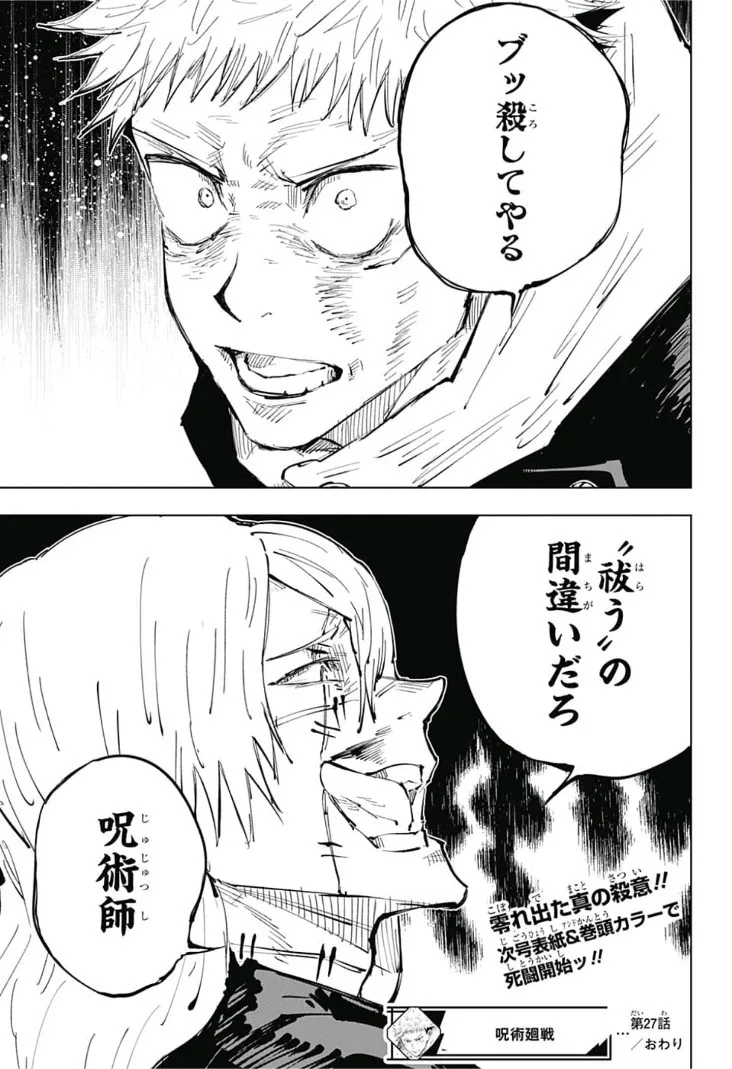 ブッ殺してやる
〝祓う〟の
間違いだろ
呪術師
零れ出た真の殺意!!
次号表紙&巻頭カラーで
死闘開始ッ!!
呪術廻戦
…
第27話
／おわり